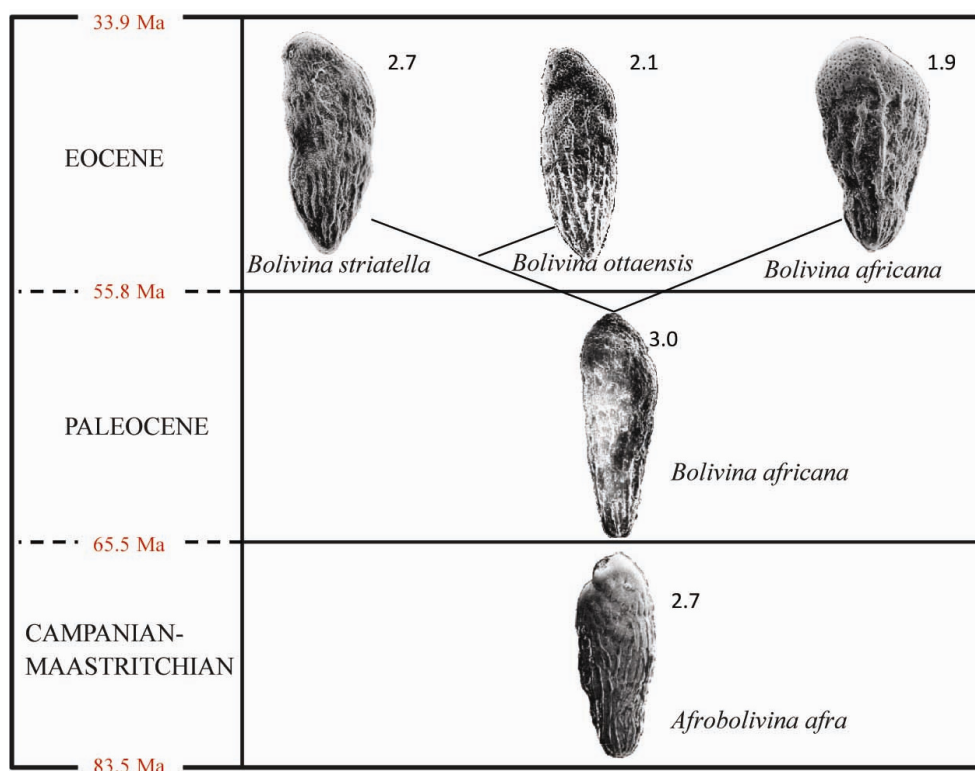 33.9 Ma
2.7
2.1
1.9
EOCENE
Bolivina striatella
Bolivina ottaensis
Bolivina africana
55.8 Ma
3.0
PALEOCENE
Bolivina africana
65.5 Ma
2.7
CAMPANIAN-
MAASTRITCHIAN
Afrobolivina afra
83.5 Ma